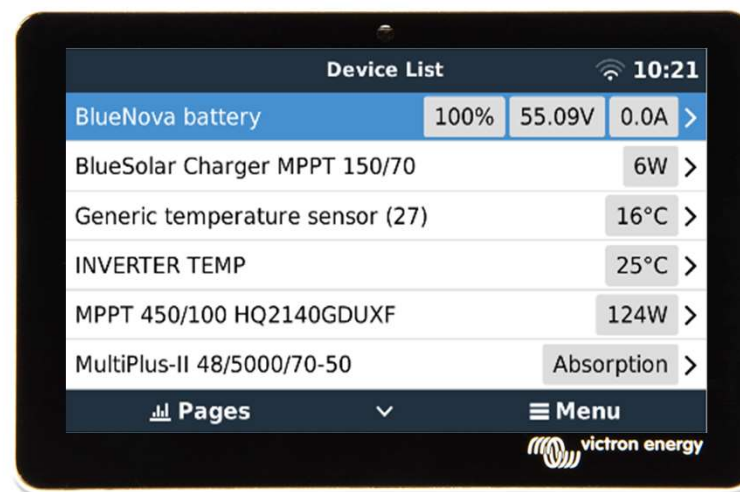 Device List 10:21
BlueNova battery 100% 55.09V 0.0A >
BlueSolar Charger MPPT 150/70 6W >
Generic temperature sensor (27) 16°C >
INVERTER TEMP 25°C >
MPPT 450/100 HQ2140GDUXF 124W >
MultiPlus-II 48/5000/70-50 Absorption >
Pages Menu
victron energy